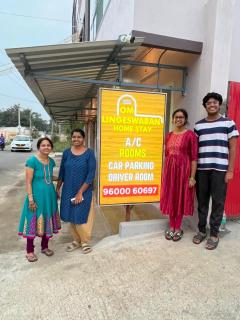 OM
LINGESWARAN
HOME STAY
A/C
ROOMS
CAR PARKING
DRIVER ROOM
96000 60697